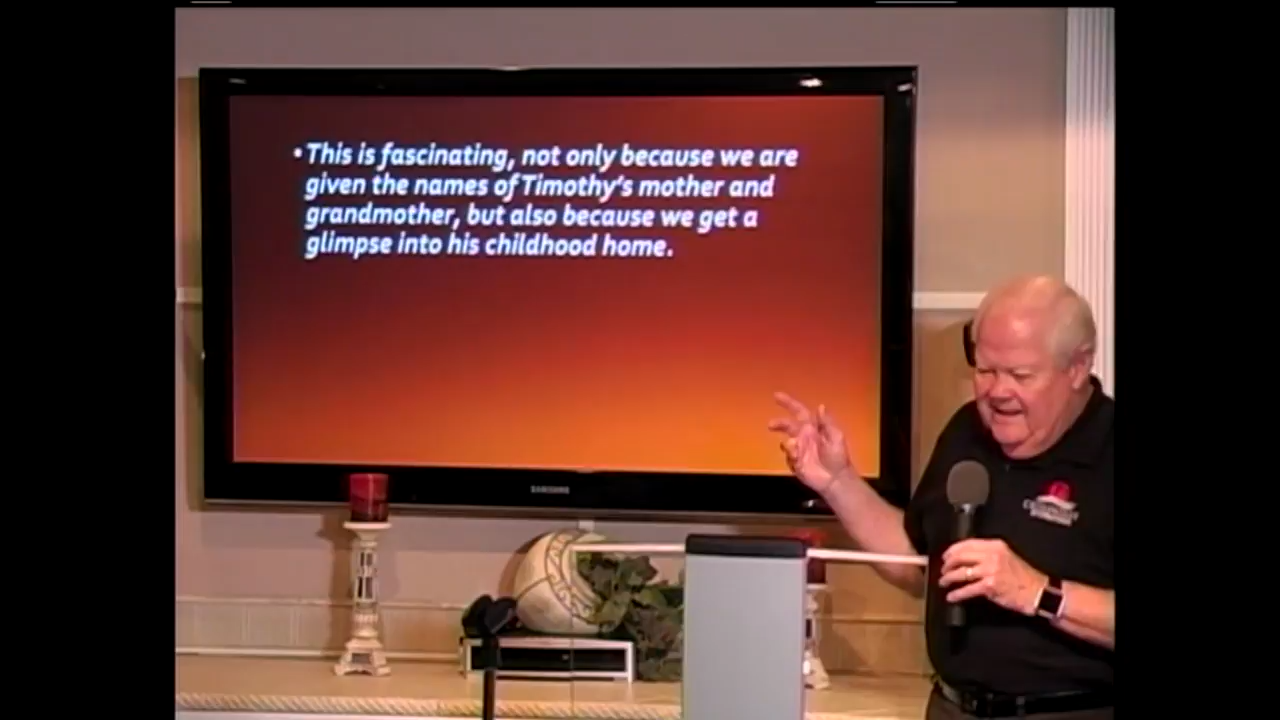 • This is fascinating, not only because we are
given the names of Timothy's mother and
grandmother, but also because we get a
glimpse into his childhood home.
SAMSUNG